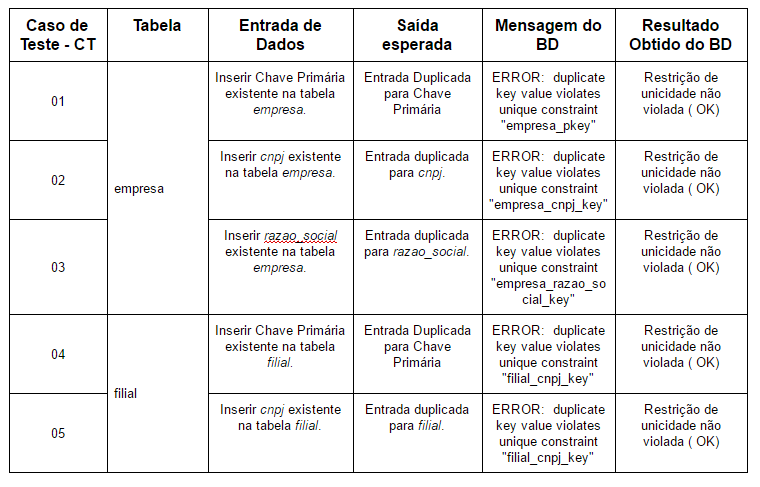 Caso de Teste - CT
Tabela
Entrada de Dados
Saída esperada
Mensagem do BD
Resultado Obtido do BD
01
empresa
Inserir Chave Primária
existente na tabela
empresa.
Entrada Duplicada
para Chave
Primária
ERROR:  duplicate
key value violates
unique constraint
"empresa_pkey"
Restrição de
unicidade não
violada ( OK)
02
Inserir cnpj existente
na tabela empresa.
Entrada duplicada
para cnpj.
ERROR:  duplicate
key value violates
unique constraint
"empresa_cnpj_key"
Restrição de
unicidade não
violada ( OK)
03
Inserir razao_social
existente na tabela
empresa.
Entrada duplicada
para razao_social.
ERROR:  duplicate
key value violates
unique constraint
"empresa_razao_so
cial_key"
Restrição de
unicidade não
violada ( OK)
04
filial
Inserir Chave Primária
existente na tabela
filial.
Entrada Duplicada
para Chave
Primária
ERROR:  duplicate
key value violates
unique constraint
"filial_cnpj_key"
Restrição de
unicidade não
violada ( OK)
05
Inserir cnpj existente
na tabela filial.
Entrada duplicada
para filial.
ERROR:  duplicate
key value violates
unique constraint
"filial_cnpj_key"
Restrição de
unicidade não
violada ( OK)